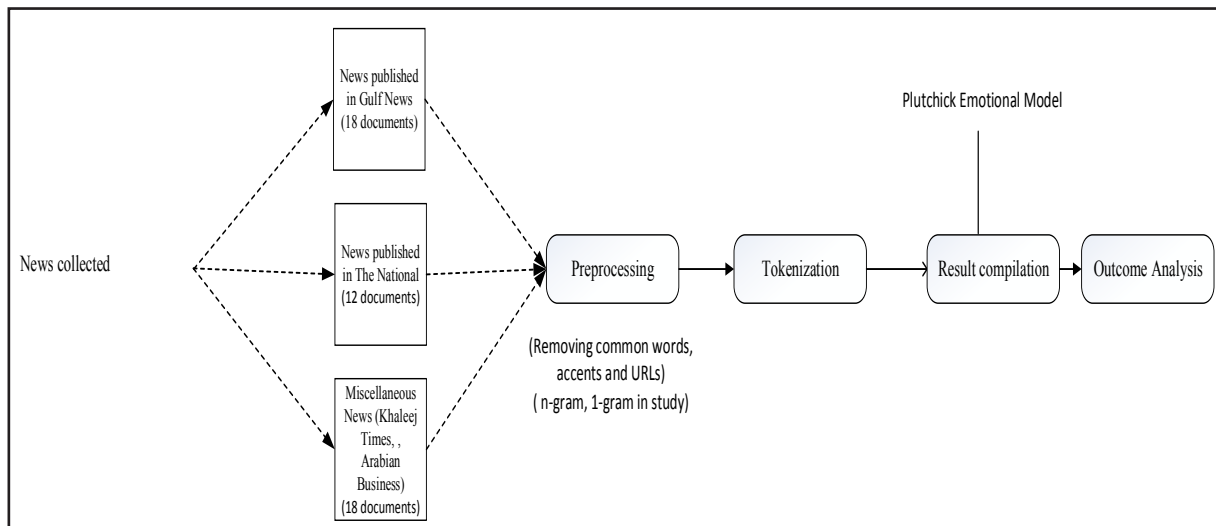 News collected
News published
in Gulf News
(18 documents)
News published
in The National
(12 documents)
Miscellaneous
News (Khaleej
Times, ,
Arabian
Business)
(18 documents)
Preprocessing
(Removing common words,
accents and URLs)
( n-gram, 1-gram in study)
Tokenization
Plutchick Emotional Model
Result compilation
Outcome Analysis